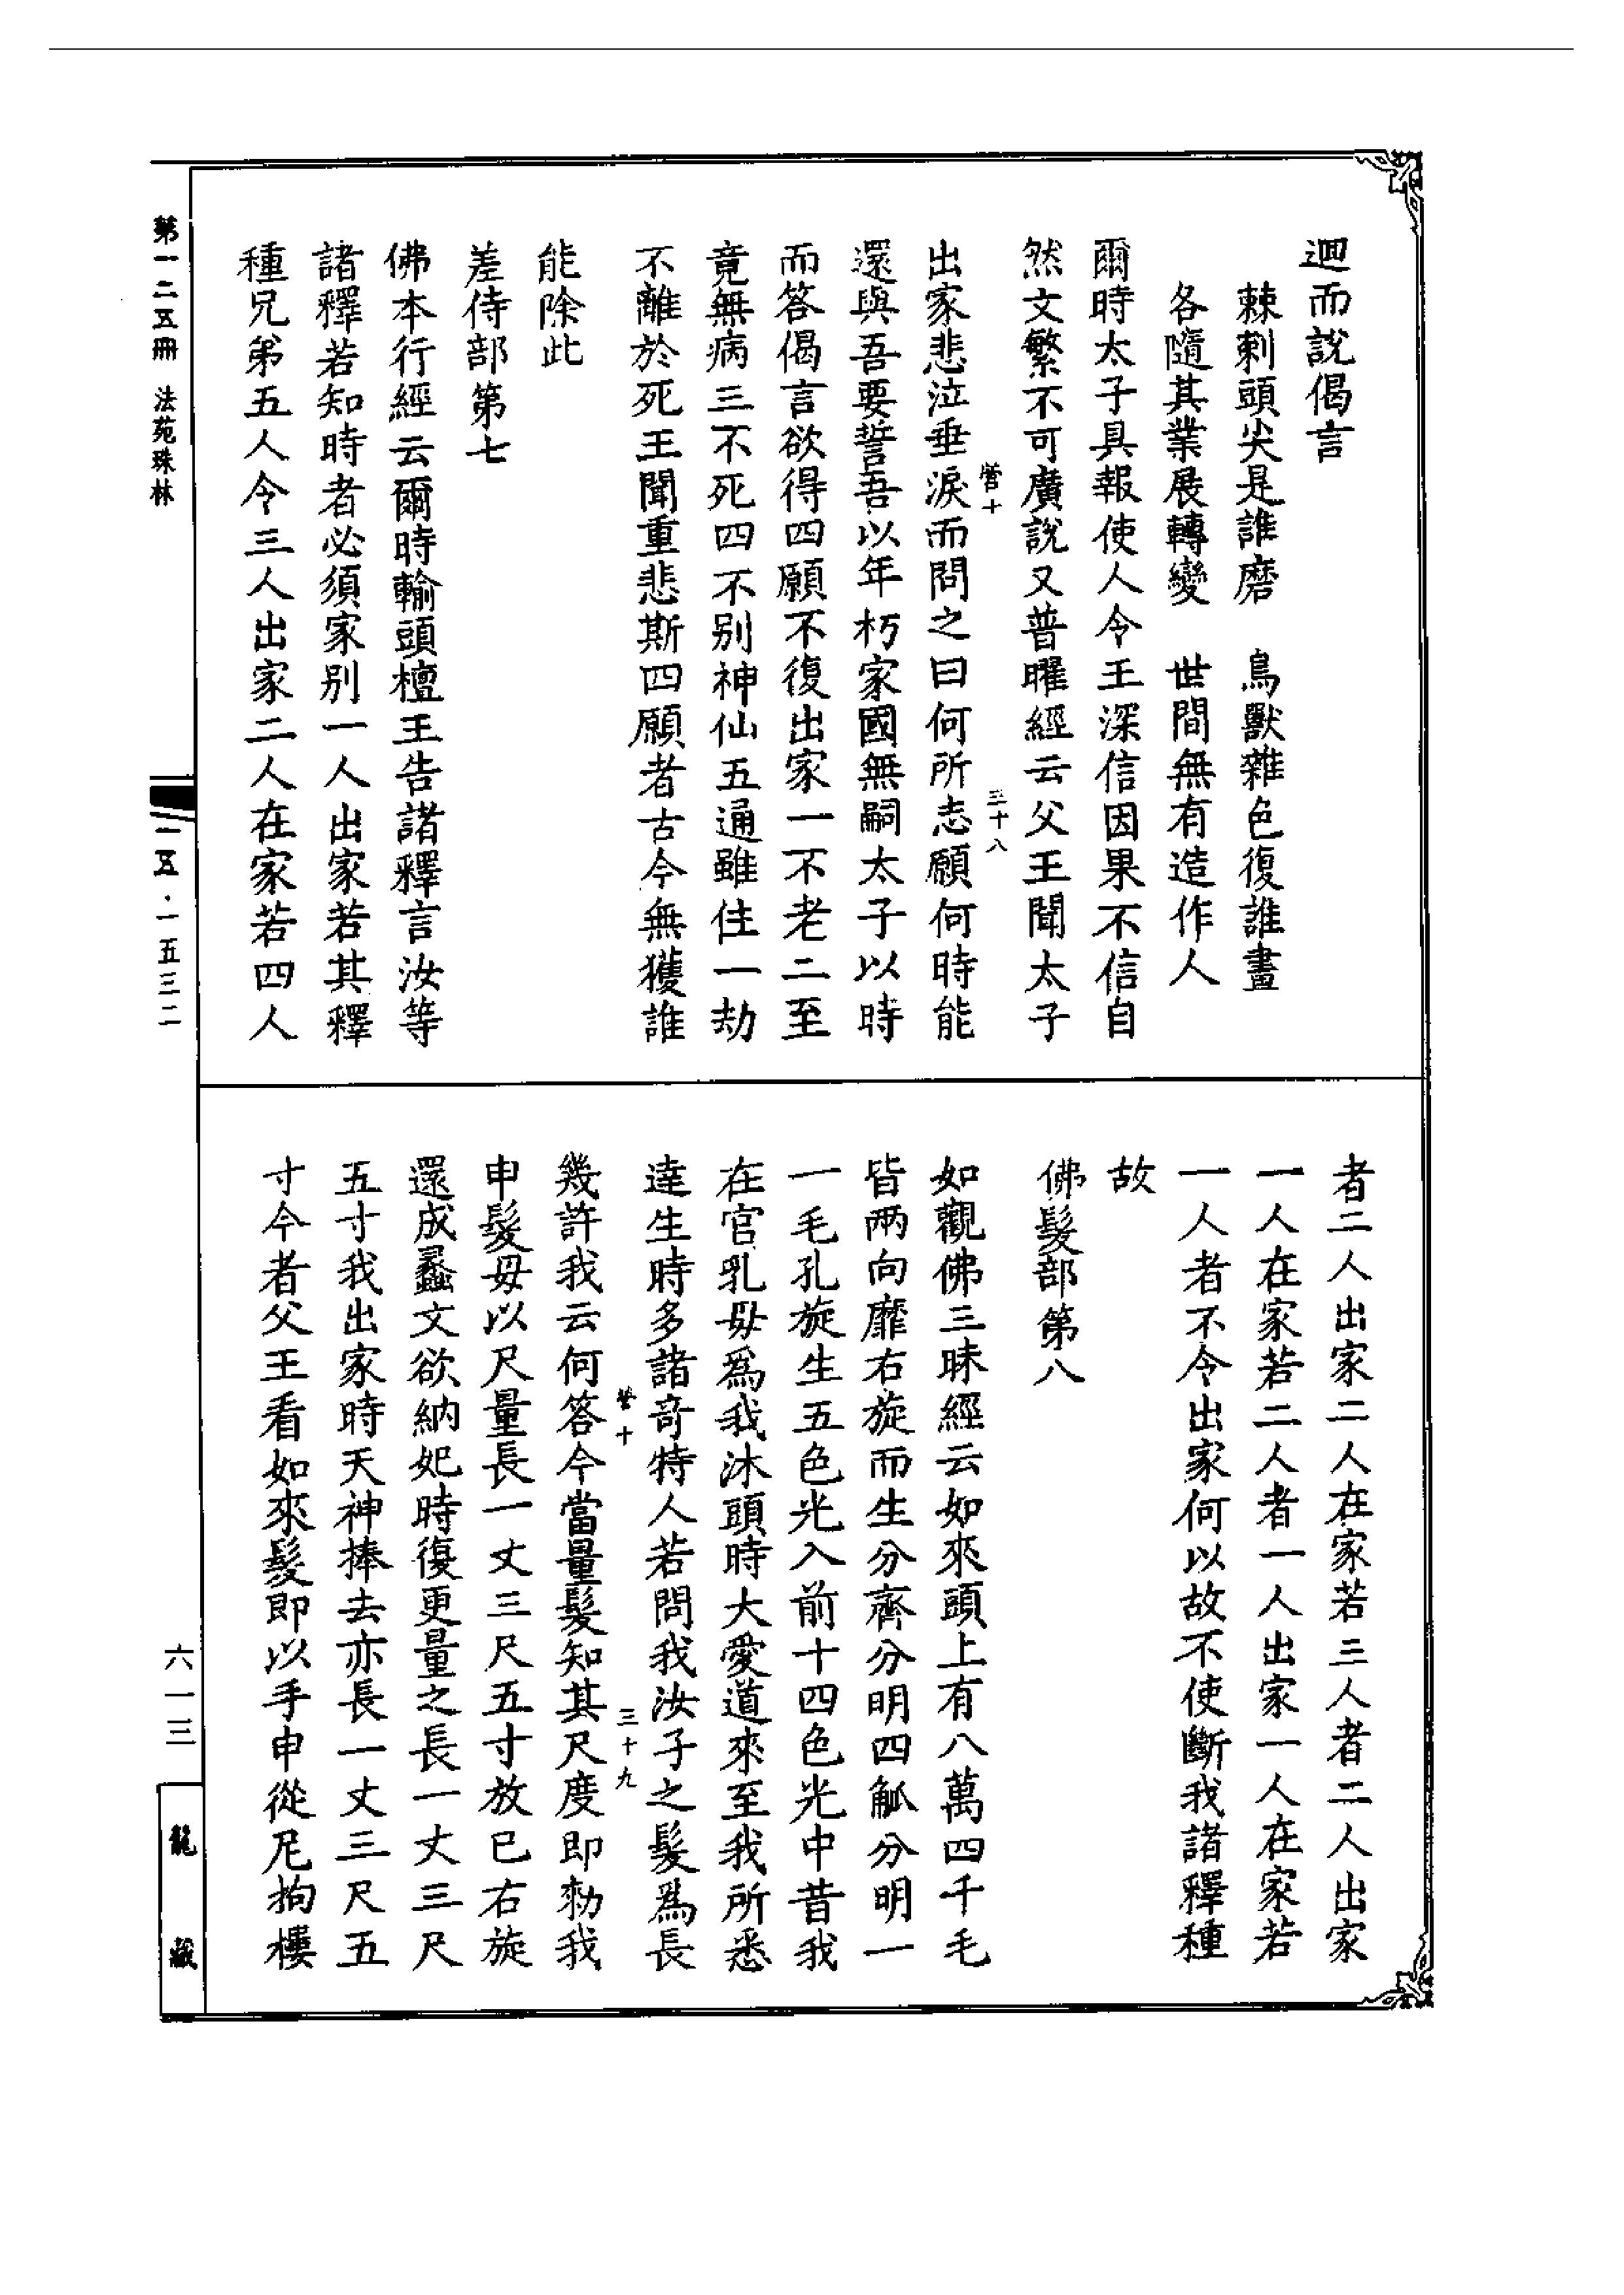 迴而說偈言
棘刺頭尖是誰磨　鳥獸雜色復誰畫
各隨其業展轉變　世間無有造作人
爾時太子具報使人令王深信因果不信自
然文繁不可廣說又普曜經云父王聞太子
營十　三十八
出家悲泣垂淚而問之曰何所志願何時能
還與吾要誓吾以年朽家國無嗣太子以時
而答偈言欲得四願不復出家一不老二至
竟無病三不死四不别神仙五通雖住一劫
不離於死王聞重悲斯四願者古今無獲誰
能除此
差侍部第七
佛本行經云爾時輸頭檀王告諸釋言汝等
諸釋若知時者必須家别一人出家若其釋
種兄弟五人令三人出家二人在家若四人
者二人出家二人在家若三人者二人出家
一人在家若二人者一人出家一人在家若
一人者不令出家何以故不使斷我諸釋種
故
佛髮部第八
如觀佛三昧經云如來頭上有八萬四千毛
皆兩向靡右旋而生分齊分明四觚分明一
一毛孔旋生五色光入前十四色光中昔我
在宫乳母爲我沐頭時大愛道來至我所悉
達生時多諸奇特人若問我汝子之髮爲長
營十　三十九
幾許我云何答今當量髮知其尺度即勑我
申髮母以尺量長一丈三尺五寸放已右旋
還成蠡文欲納妃時復更量之長一丈三尺
五寸我出家時天神捧去亦長一丈三尺五
寸今者父王看如來髮即以手申從尼拘樓
第一二五冊　法苑珠林
一二五·一五三二
六一三
龍藏